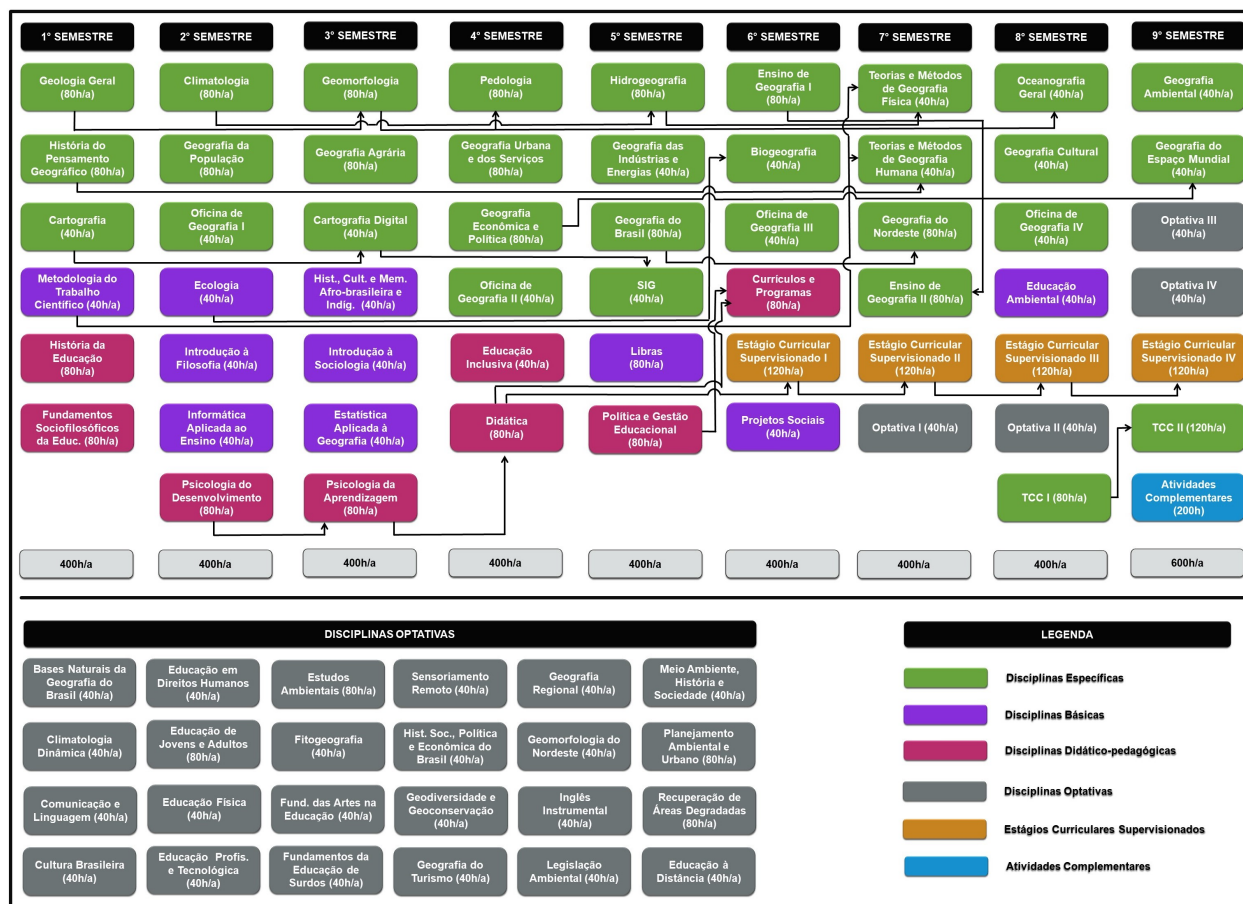 1° SEMESTRE
2° SEMESTRE
3° SEMESTRE
4° SEMESTRE
5° SEMESTRE
6° SEMESTRE
7° SEMESTRE
8° SEMESTRE
9° SEMESTRE
Geologia Geral
(80h/a)
Climatologia
(80h/a)
Geomorfologia
(80h/a)
Pedologia
(80h/a)
Hidrogeografia
(80h/a)
Ensino de
Geografia I
(80h/a)
Teorias e Métodos
de Geografia
Física (40h/a)
Oceanografia
Geral (40h/a)
Geografia
Ambiental (40h/a)
História do
Pensamento
Geográfico (80h/a)
Geografia da
População
(80h/a)
Geografia Agrária
(80h/a)
Geografia Urbana
e dos Serviços
(80h/a)
Geografia das
Indústrias e
Energias (40h/a)
Biogeografia
(40h/a)
Teorias e Métodos
de Geografia
Humana (40h/a)
Geografia Cultural
(40h/a)
Geografia do
Espaço Mundial
(40h/a)
Cartografia
(40h/a)
Oficina de
Geografia I
(40h/a)
Cartografia Digital
(40h/a)
Geografia
Econômica e
Política (80h/a)
Geografia do
Brasil (80h/a)
Oficina de
Geografia III
(40h/a)
Geografia do
Nordeste (80h/a)
Oficina de
Geografia IV
(40h/a)
Optativa III
(40h/a)
Metodologia do
Trabalho
Científico (40h/a)
Ecologia
(40h/a)
Hist., Cult. e Mem.
Afro-brasileira e
Indíg. (40h/a)
Oficina de
Geografia II (40h/a)
SIG
(40h/a)
Currículos e
Programas
(80h/a)
Ensino de
Geografia II (80h/a)
Educação
Ambiental (40h/a)
Optativa IV
(40h/a)
História da
Educação
(80h/a)
Introdução à
Filosofia (40h/a)
Introdução à
Sociologia (40h/a)
Educação
Inclusiva (40h/a)
Libras
(80h/a)
Estágio Curricular
Supervisionado I
(120h/a)
Estágio Curricular
Supervisionado II
(120h/a)
Estágio Curricular
Supervisionado III
(120h/a)
Estágio Curricular
Supervisionado IV
(120h/a)
Fundamentos
Sociofilosóficos
da Educ. (80h/a)
Informática
Aplicada ao
Ensino (40h/a)
Estatística
Aplicada à
Geografia (40h/a)
Didática
(80h/a)
Política e Gestão
Educacional
(80h/a)
Projetos Sociais
(40h/a)
Optativa I (40h/a)
Optativa II (40h/a)
TCC II (120h/a)
Psicologia do
Desenvolvimento
(80h/a)
Psicologia da
Aprendizagem
(80h/a)
TCC I (80h/a)
Atividades
Complementares
(200h)
400h/a
400h/a
400h/a
400h/a
400h/a
400h/a
400h/a
400h/a
600h/a
DISCIPLINAS OPTATIVAS
Bases Naturais da
Geografia do
Brasil (40h/a)
Educação em
Direitos Humanos
(40h/a)
Estudos
Ambientais (80h/a)
Sensoriamento
Remoto (40h/a)
Geografia
Regional (40h/a)
Meio Ambiente,
História e
Sociedade (40h/a)
Climatologia
Dinâmica (40h/a)
Educação de
Jovens e Adultos
(80h/a)
Fitogeografia
(40h/a)
Hist. Soc., Política
e Econômica do
Brasil (40h/a)
Geomorfologia do
Nordeste (40h/a)
Planejamento
Ambiental e
Urbano (80h/a)
Comunicação e
Linguagem (40h/a)
Educação Física
(40h/a)
Fund. das Artes na
Educação (40h/a)
Geodiversidade e
Geoconservação
(40h/a)
Inglês
Instrumental
(40h/a)
Recuperação de
Áreas Degradadas
(80h/a)
Cultura Brasileira
(40h/a)
Educação Profis.
e Tecnológica
(40h/a)
Fundamentos da
Educação de
Surdos (40h/a)
Geografia do
Turismo (40h/a)
Legislação
Ambiental (40h/a)
Educação à
Distância (40h/a)
LEGENDA
Disciplinas Específicas
Disciplinas Básicas
Disciplinas Didático-pedagógicas
Disciplinas Optativas
Estágios Curriculares Supervisionados
Atividades Complementares